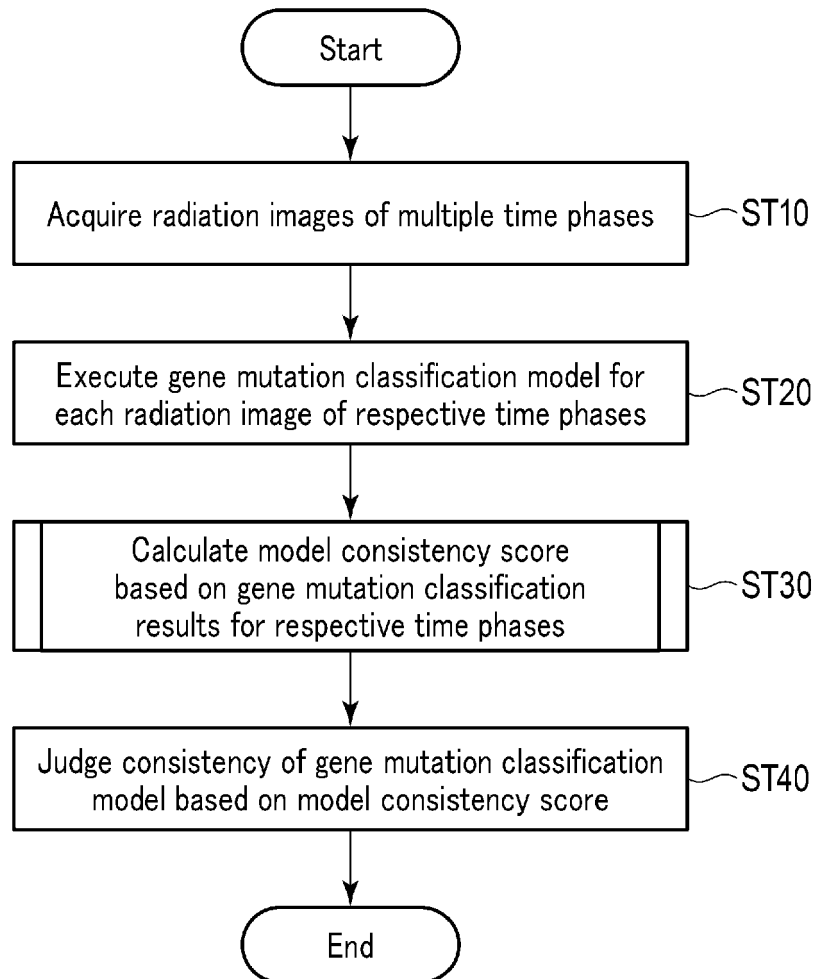 Start
Acquire radiation images of multiple time phases
ST10
Execute gene mutation classification model for
each radiation image of respective time phases
ST20
Calculate model consistency score
based on gene mutation classification
results for respective time phases
ST30
Judge consistency of gene mutation classification
model based on model consistency score
ST40
End